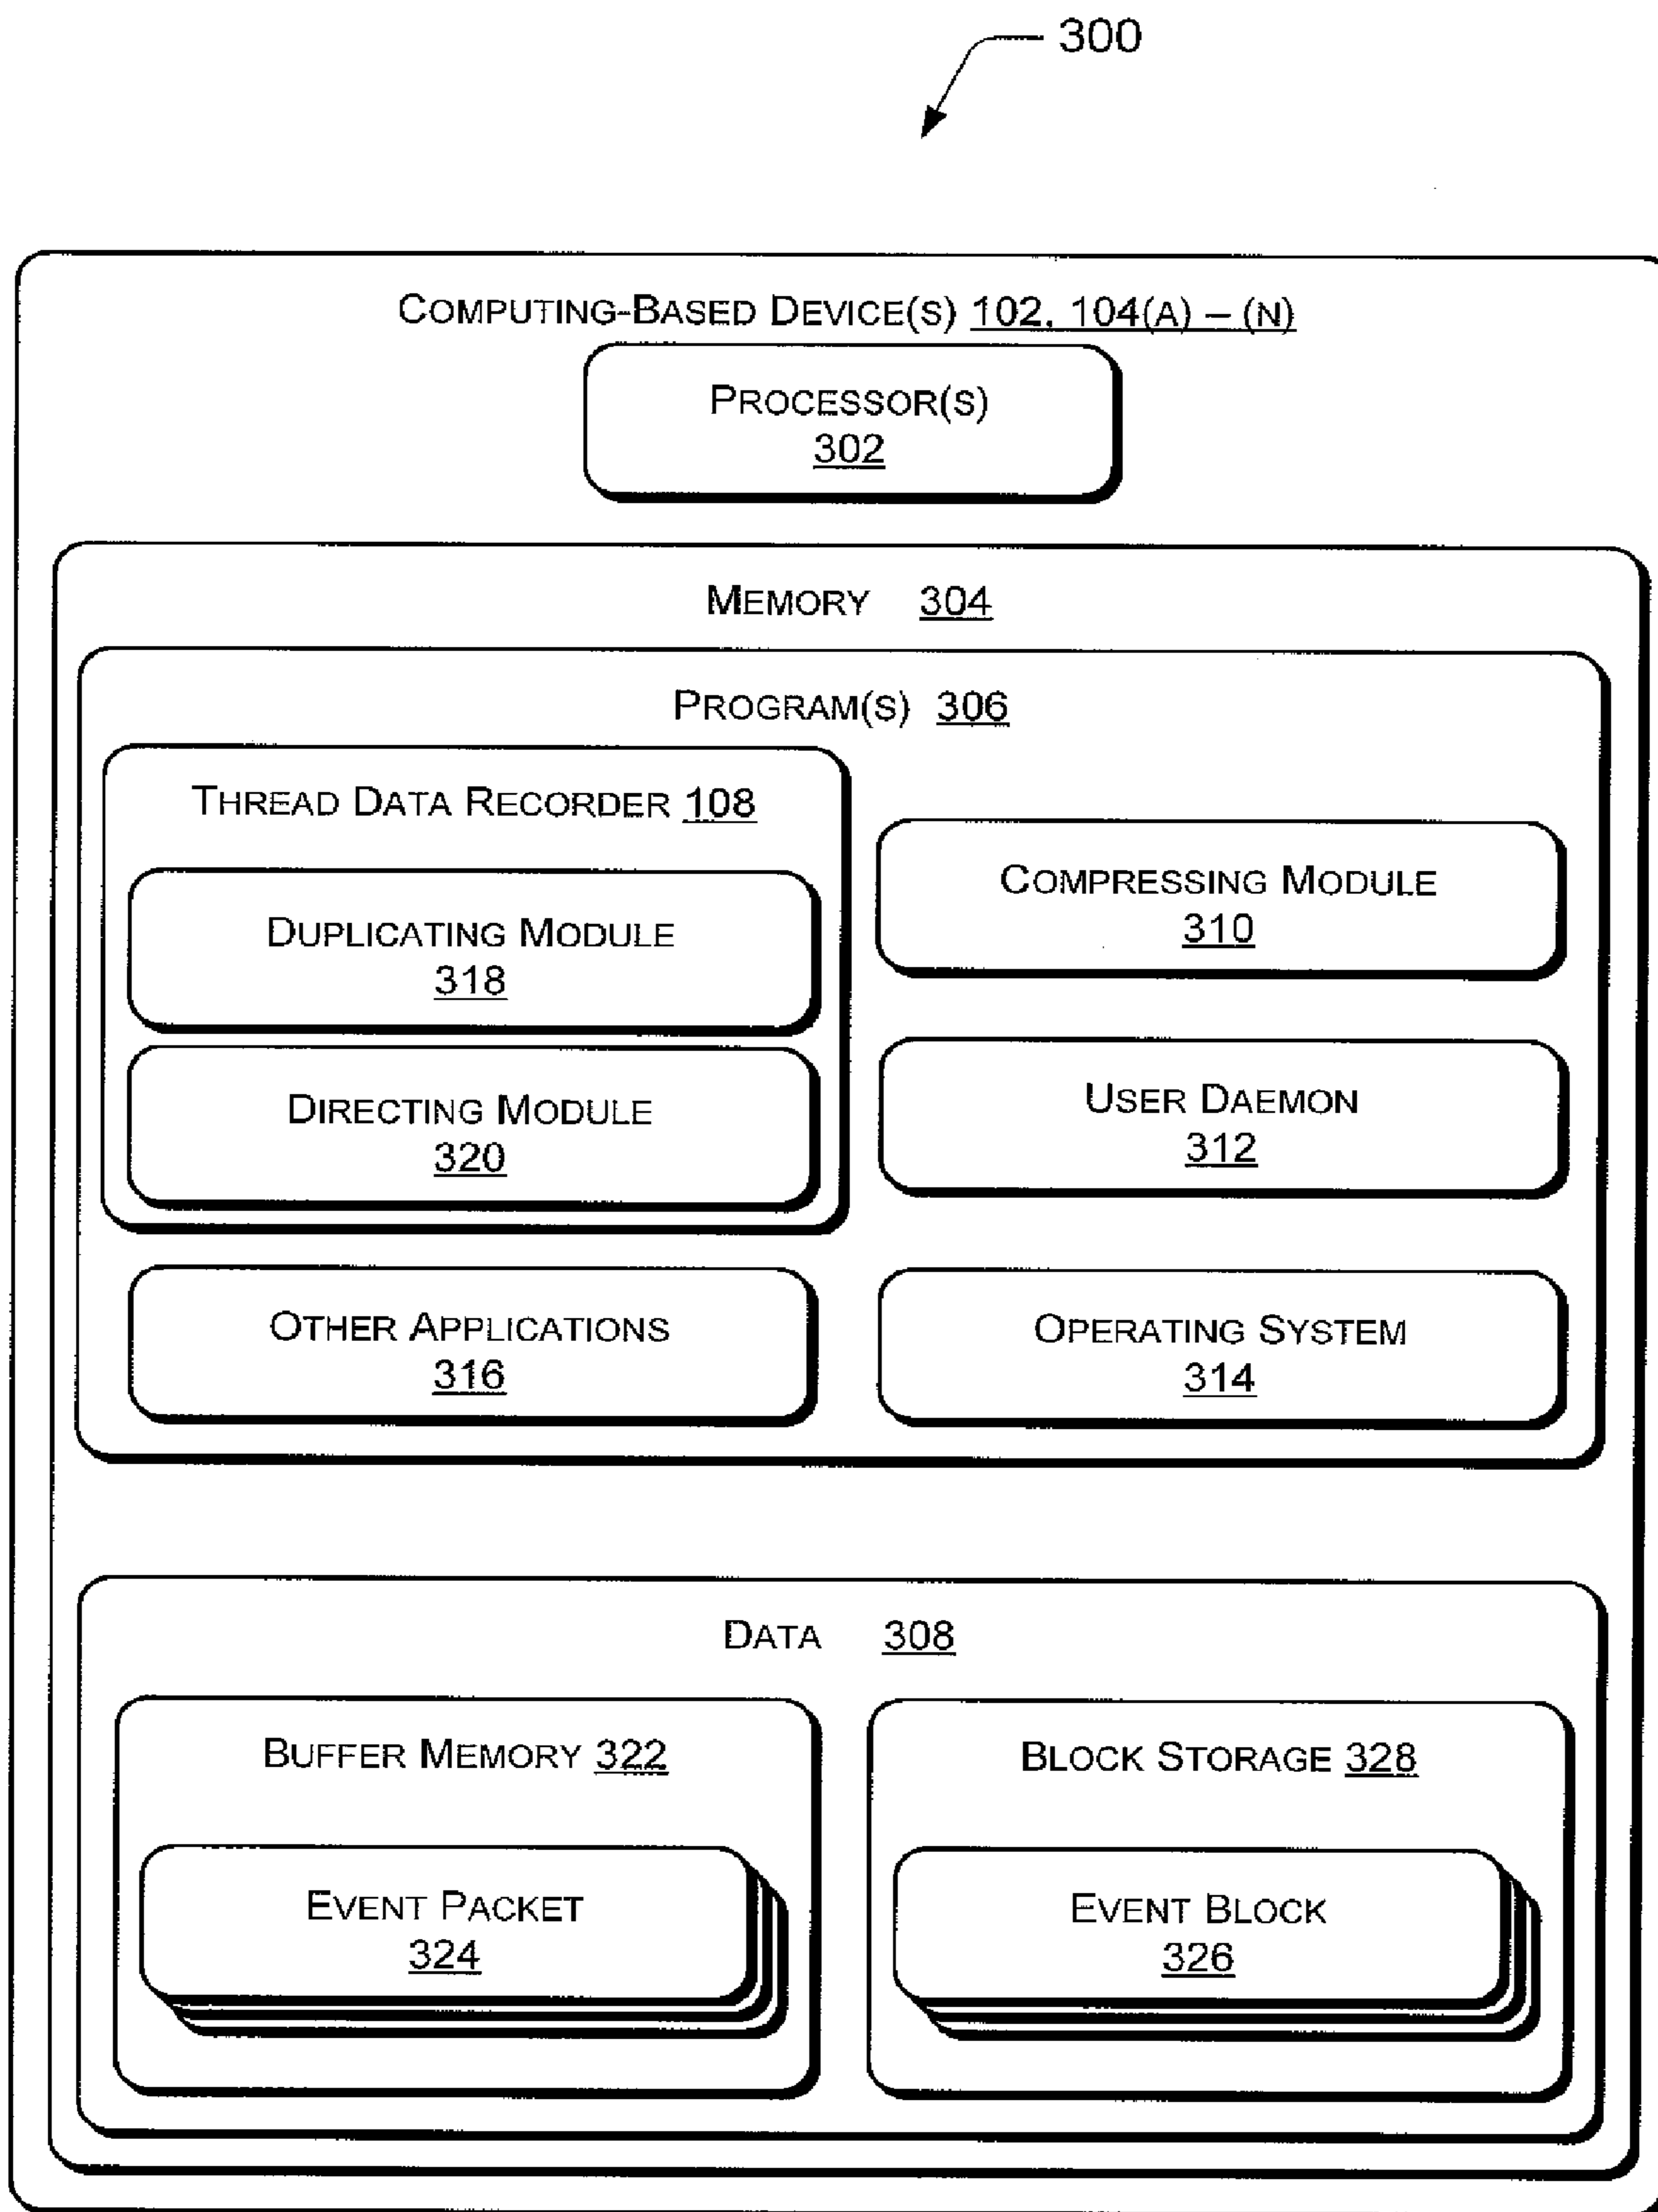 300
COMPUTING-BASED DEVICE(S) 102, 104(A) – (N)
PROCESSOR(S)
302
MEMORY 304
PROGRAM(S) 306
THREAD DATA RECORDER 108
DUPLICATING MODULE
318
DIRECTING MODULE
320
COMPRESSING MODULE
310
USER DAEMON
312
OTHER APPLICATIONS
316
OPERATING SYSTEM
314
DATA 308
BUFFER MEMORY 322
EVENT PACKET
324
BLOCK STORAGE 328
EVENT BLOCK
326